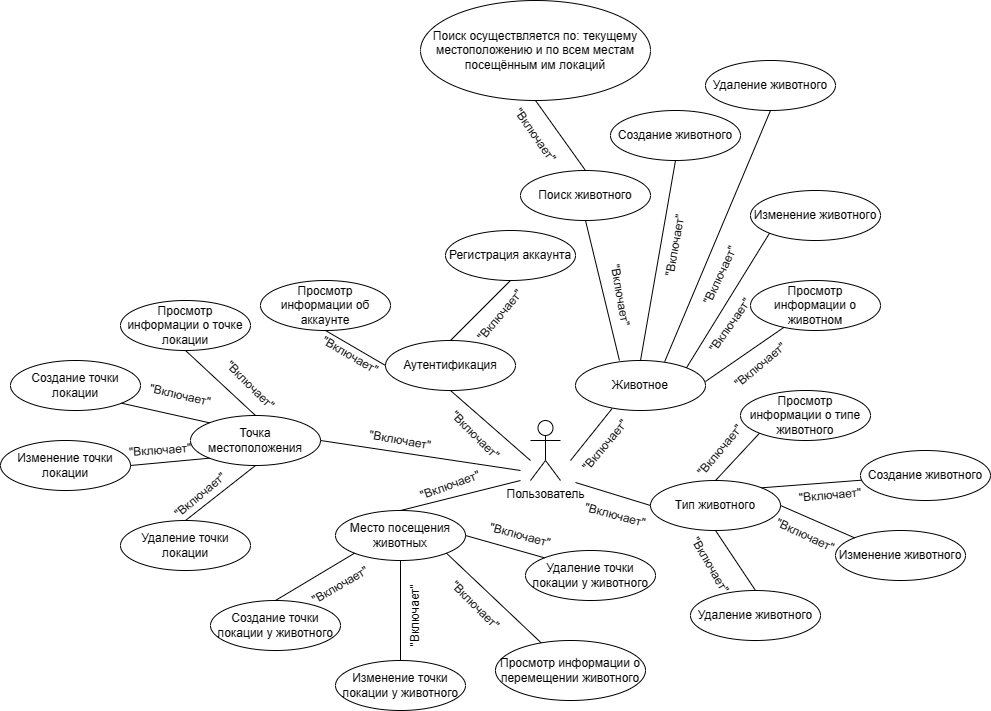 Поиск осуществляется по: текущему
местоположению и по всем местам
посещённым им локаций
"Включает"
Удаление животного
"Включает"
Создание животного
"Включает"
Поиск животного
"Включает"
Изменение животного
"Включает"
Просмотр
информации о
животном
"Включает"
Животное
"Включает"
Регистрация аккаунта
"Включает"
Просмотр
информации об
аккаунте
"Включает"
Аутентификация
"Включает"
Просмотр
информации о точке
локации
"Включает"
Создание точки
локации
"Включает"
Точка
местоположения
"Включает"
Изменение точки
локации
"Включает"
Удаление точки
локации
"Включает"
Пользователь
Просмотр
информации о типе
животного
"Включает"
Тип животного
"Включает"
Создание животного
"Включает"
Изменение животного
"Включает"
Удаление животного
"Включает"
Место посещения
животных
"Включает"
Удаление точки
локации у животного
"Включает"
Создание точки
локации у животного
"Включает"
Изменение точки
локации у животного
"Включает"
Просмотр информации о
перемещении животного
"Включает"